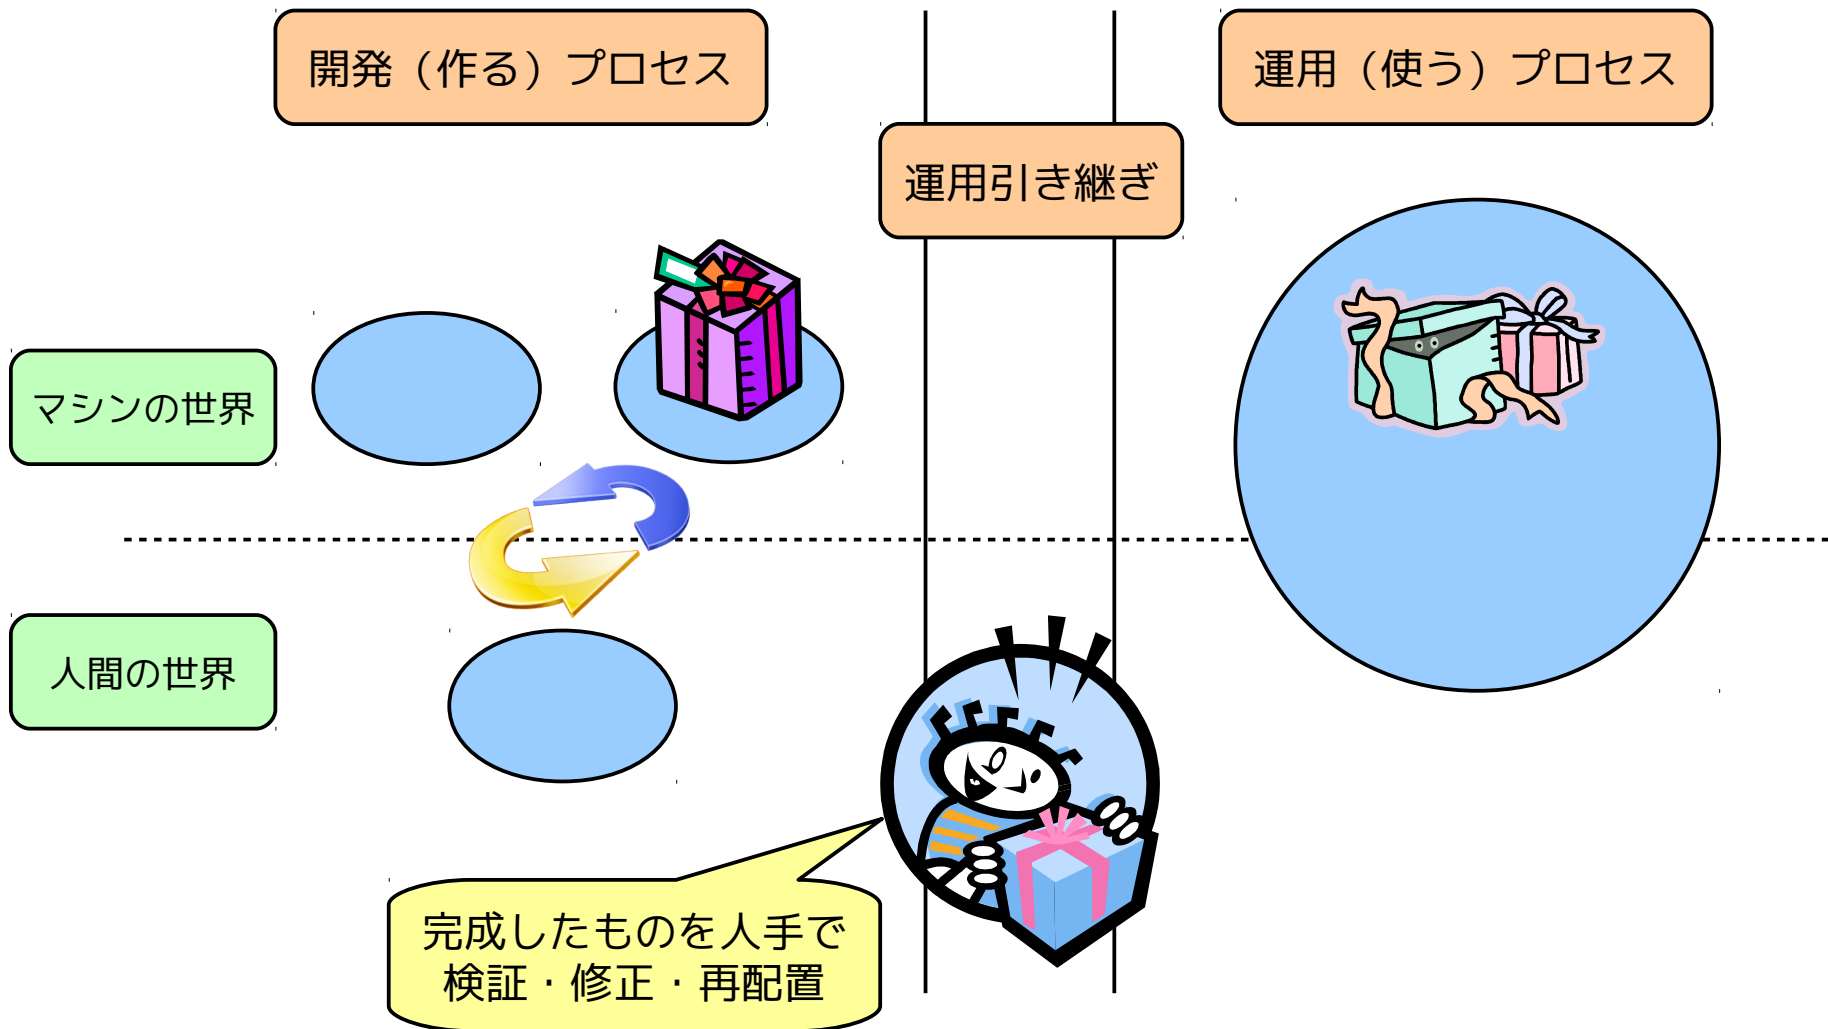 開発（作る）プロセス
運用（使う）プロセス
運用引き継ぎ
マシンの世界
人間の世界
完成したものを人手で
検証・修正・再配置